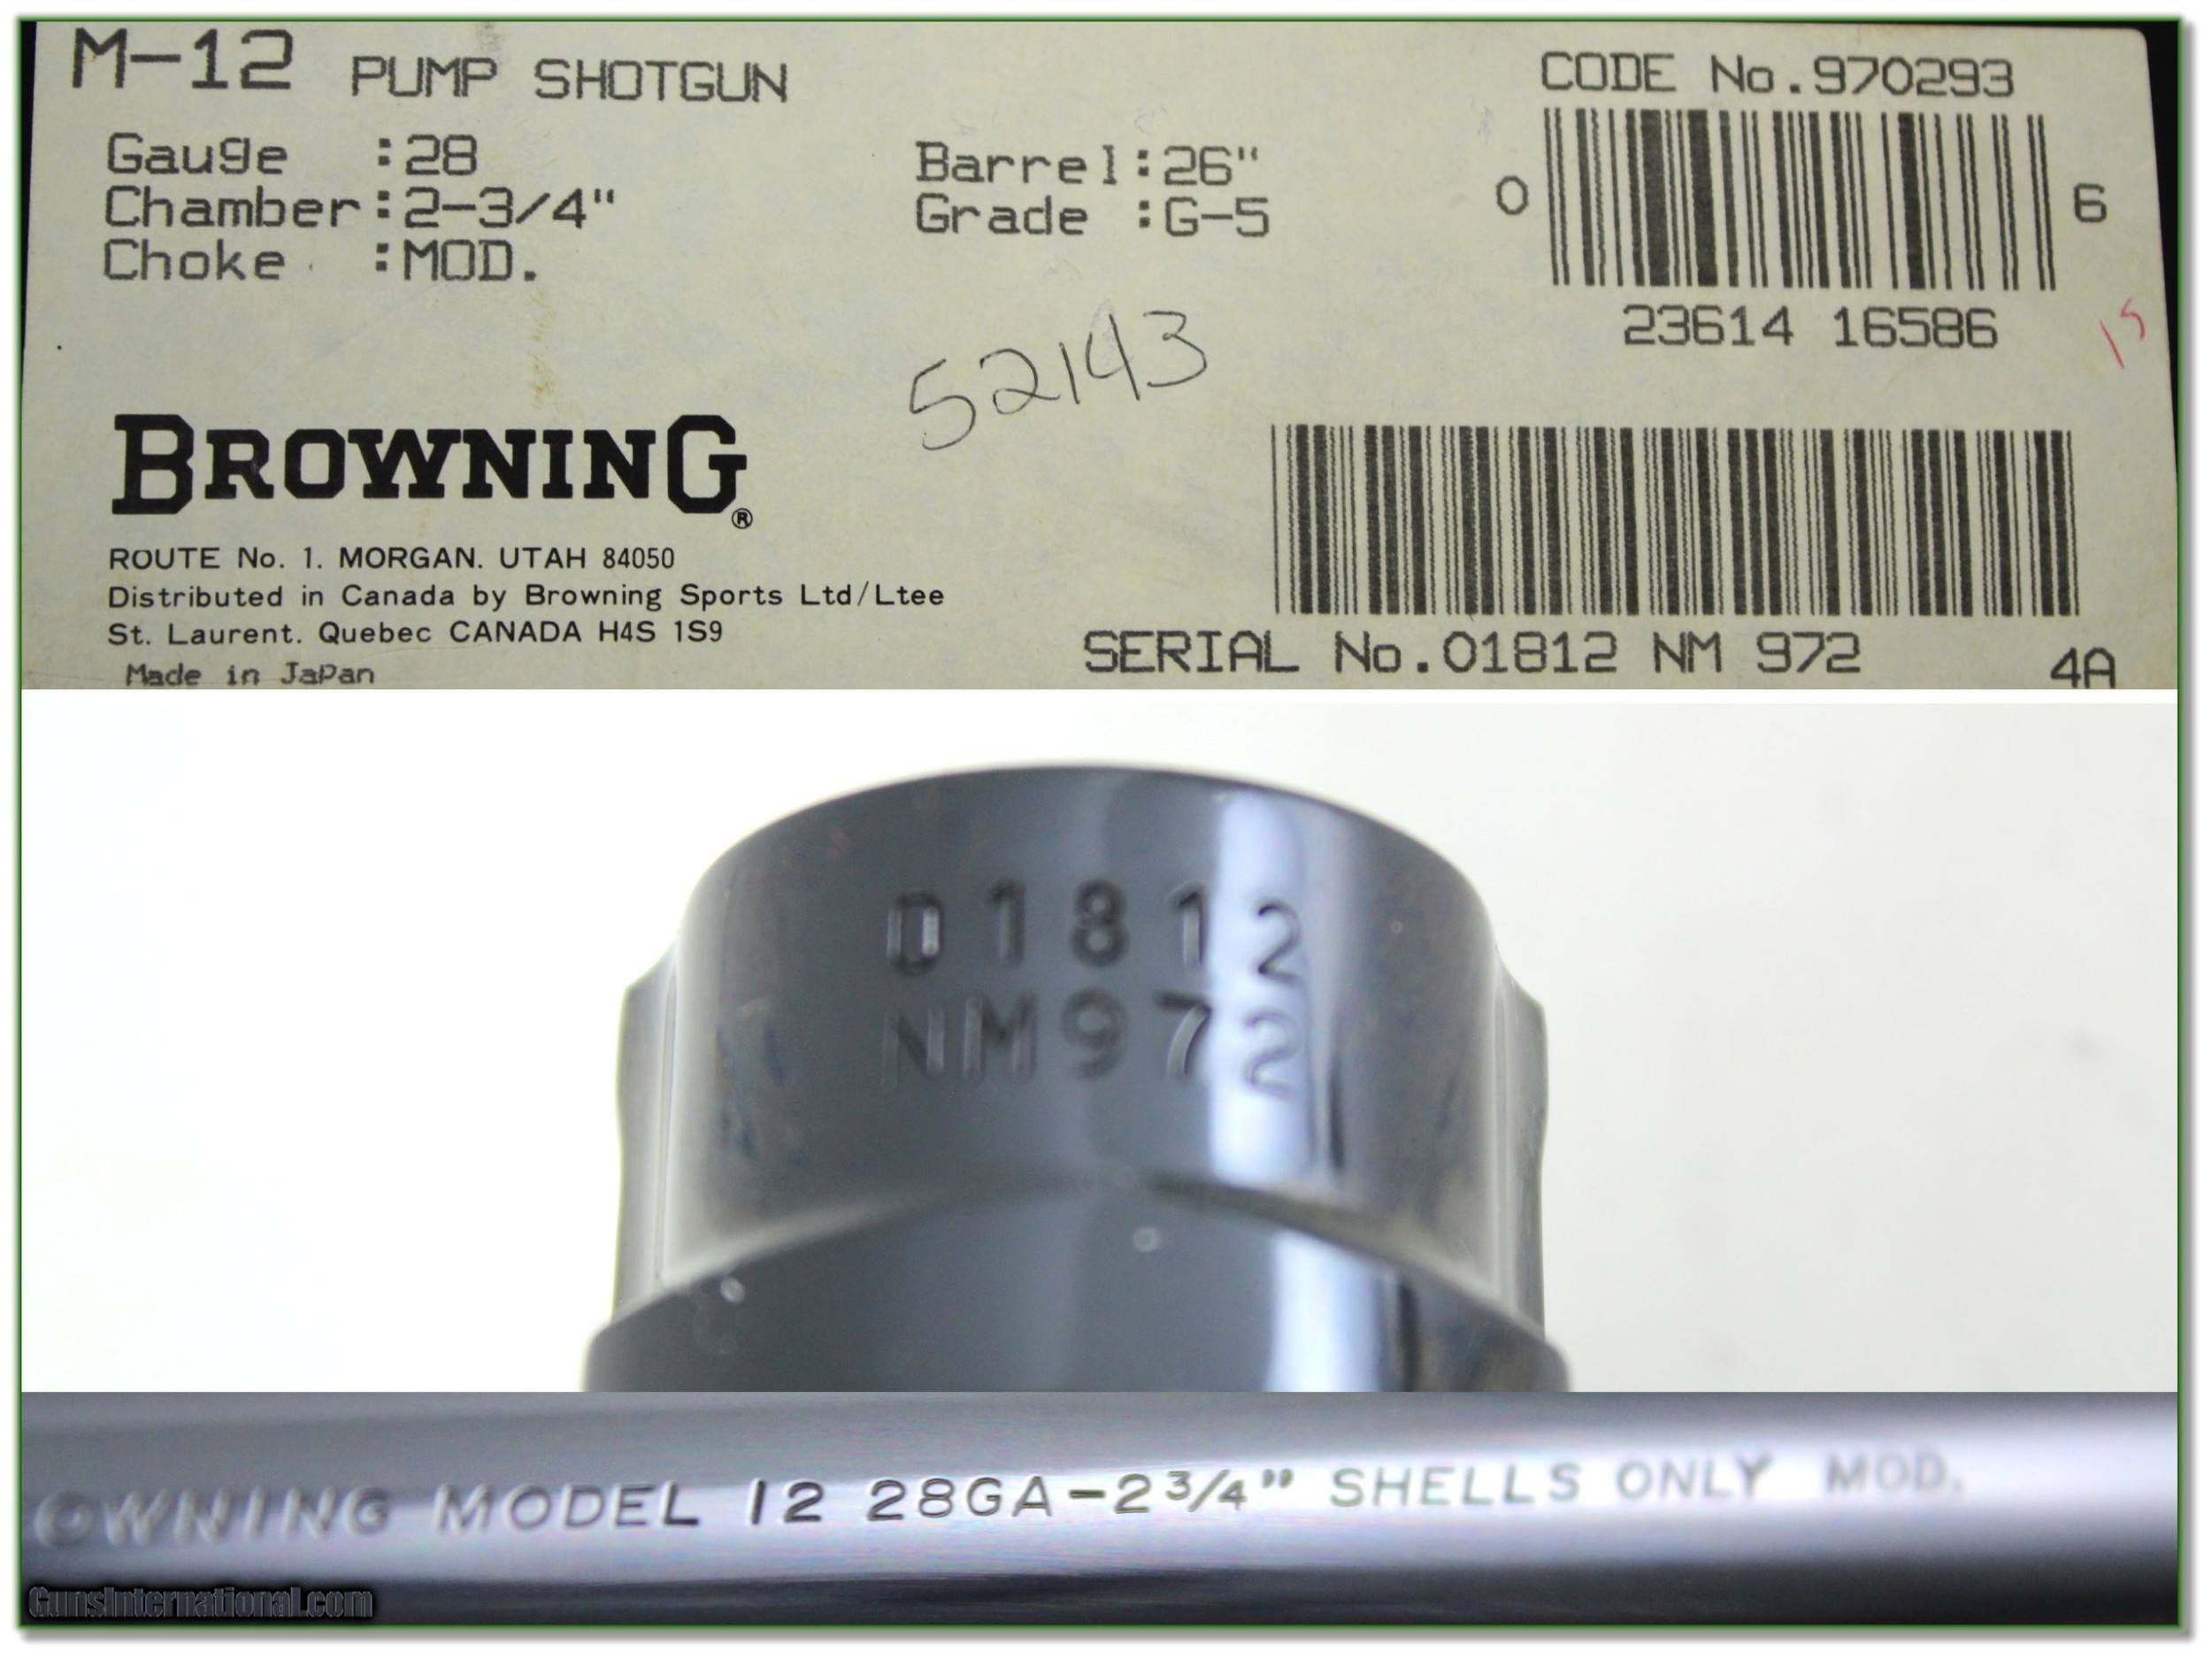 M-12 PUMP SHOTGUN
Gauge :28
Chamber:2-3/4"
Choke :MOD.
Barrel:26"
Grade :G-5
CODE No.970293
0 6
23614 16586
15
52143
BROWNING®
ROUTE No. 1. MORGAN. UTAH 84050
Distributed in Canada by Browning Sports Ltd/Ltee
St. Laurent. Quebec CANADA H4S 1S9
Made in Japan
SERIAL No.01812 NM 972 4A
01812
NM972
OWNING MODEL 12 28GA-2 3/4" SHELLS ONLY MOD.
GunsInternational.com